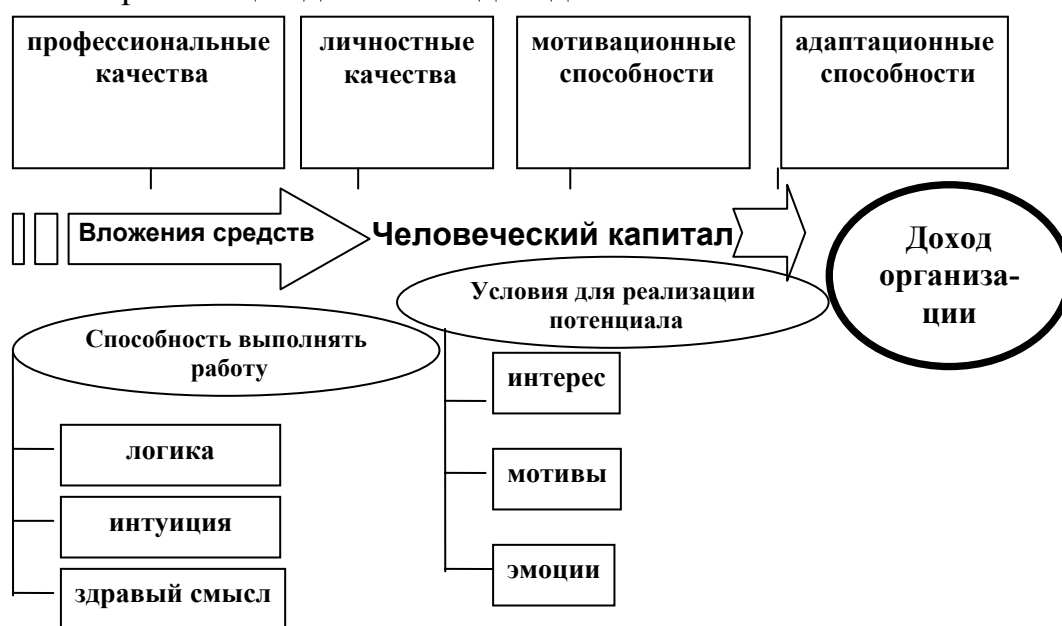 профессиональные
качества
личностные
качества
мотивационные
способности
адаптационные
способности
Вложения средств
Человеческий капитал
Доход
организа-
ции
Условия для реализации
потенциала
Способность выполнять
работу
интерес
логика
мотивы
интуиция
эмоции
здравый смысл